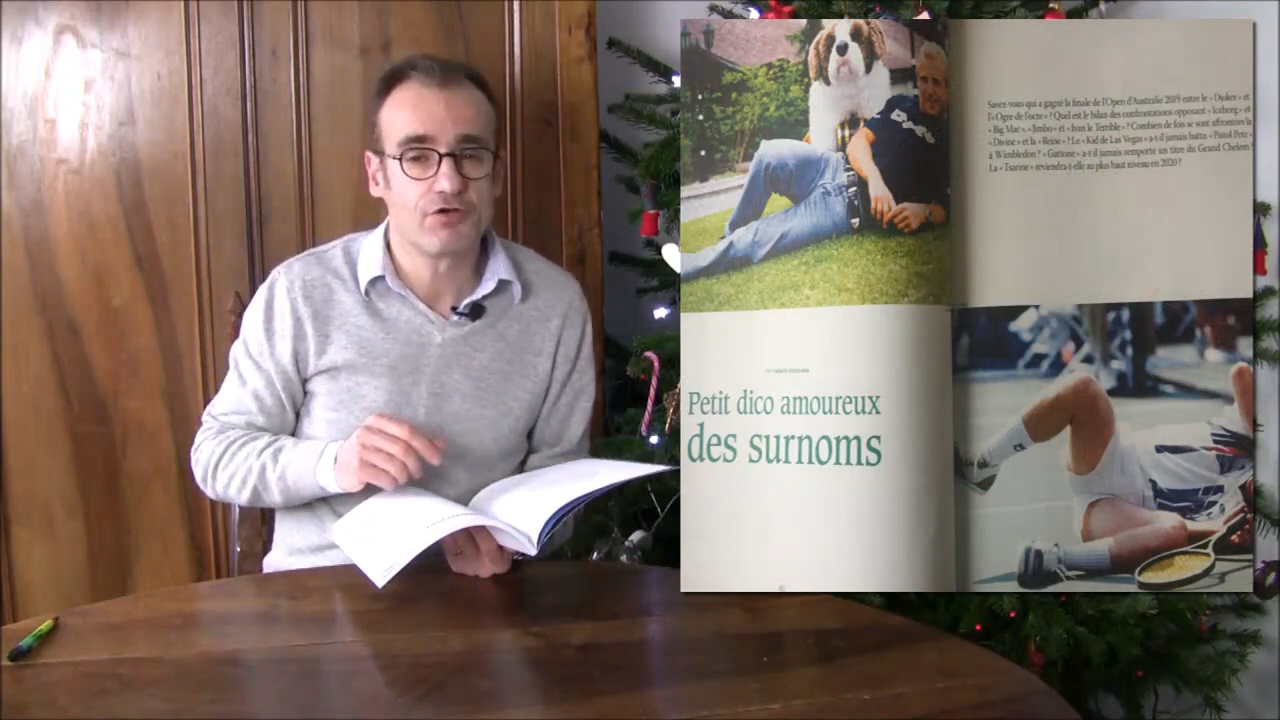 Savez-vous qui a gagné la finale de l'Open d'Australie 2019 entre le « Djoker » et
l'« Ogre de l'ocre » ? Quel est le bilan des confrontations opposant « Iceborg » et
« Big Mac », « Jimbo » et « Ivan le Terrible » ? Combien de fois se sont affrontées la
« Divine » et la « Reine » ? Le « Kid de Las Vegas » a-t-il jamais battu « Pistol Pete »
à Wimbledon ? « Gattone » a-t-il jamais remporté un titre du Grand Chelem ?
La « Tsarine » reviendra-t-elle au plus haut niveau en 2020 ?
Petit dico amoureux
des surnoms